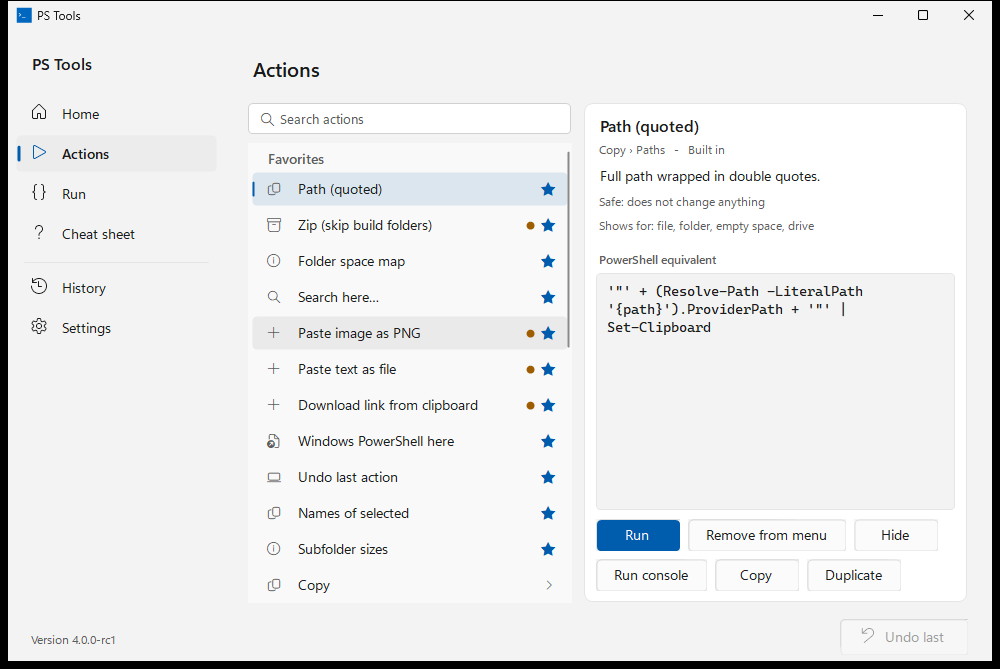 PS Tools
PS Tools
Home
Actions
Run
Cheat sheet
History
Settings
Version 4.0.0-rc1
Actions
Search actions
Favorites
Path (quoted)
Zip (skip build folders)
Folder space map
Search here...
Paste image as PNG
Paste text as file
Download link from clipboard
Windows PowerShell here
Undo last action
Names of selected
Subfolder sizes
Copy
Path (quoted)
Copy › Paths - Built in
Full path wrapped in double quotes.
Safe: does not change anything
Shows for: file, folder, empty space, drive
PowerShell equivalent
'"' + (Resolve-Path -LiteralPath
'{path}').ProviderPath + '"' |
Set-Clipboard
Run
Remove from menu
Hide
Run console
Copy
Duplicate
Undo last